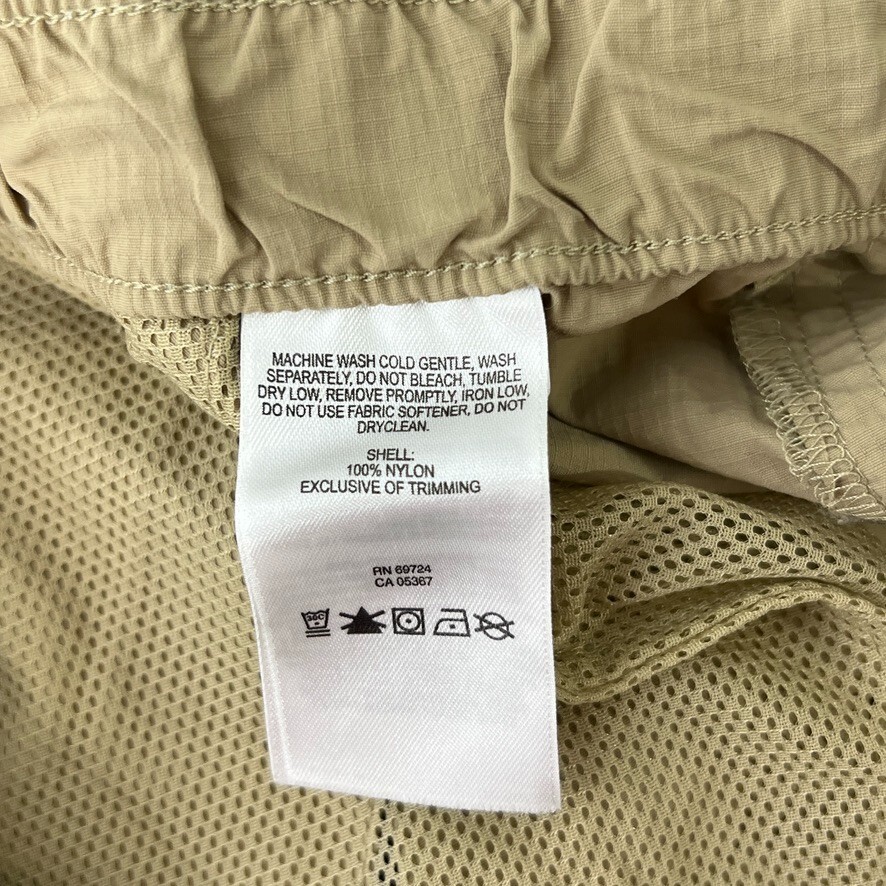 MACHINE WASH COLD GENTLE, WASH
SEPARATELY, DO NOT BLEACH, TUMBLE
DRY LOW, REMOVE PROMPTLY, IRON LOW,
DO NOT USE FABRIC SOFTENER, DO NOT
DRYCLEAN.
SHELL:
100% NYLON
EXCLUSIVE OF TRIMMING
RN 69724
CA 05367
30C